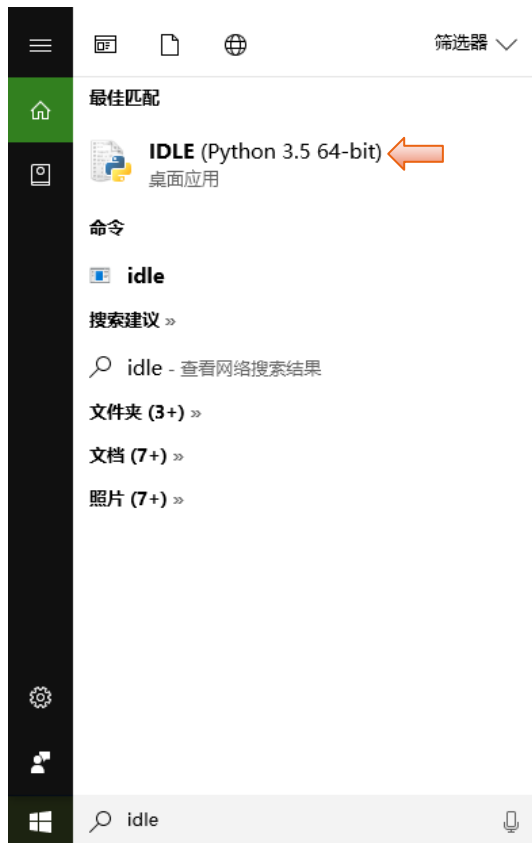 筛选器
最佳匹配
IDLE (Python 3.5 64-bit)
桌面应用
命令
idle
搜索建议 »
idle - 查看网络搜索结果
文件夹 (3+) »
文档 (7+) »
照片 (7+) »
idle